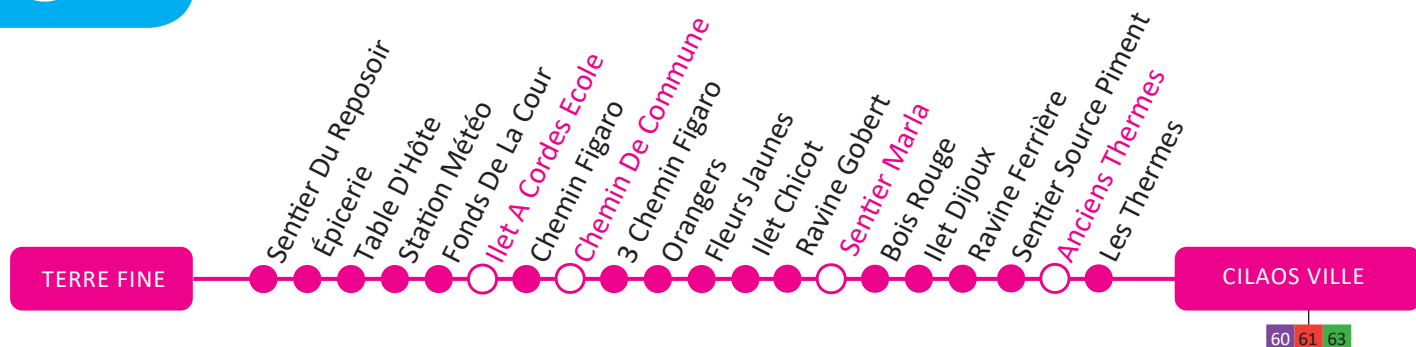 TERRE FINE
Sentier Du Reposoir
Épicerie
Table D'Hôte
Station Météo
Fonds De La Cour
Ilet A Cordes Ecole
Chemin Figaro
Chemin De Commune
3 Chemin Figaro
Orangers
Fleurs Jaunes
Ilet Chicot
Ravine Gobert
Sentier Marla
Bois Rouge
Ilet Dijoux
Ravine Ferrière
Sentier Source Piment
Anciens Thermes
Les Thermes
CILAOS VILLE
60 61 63